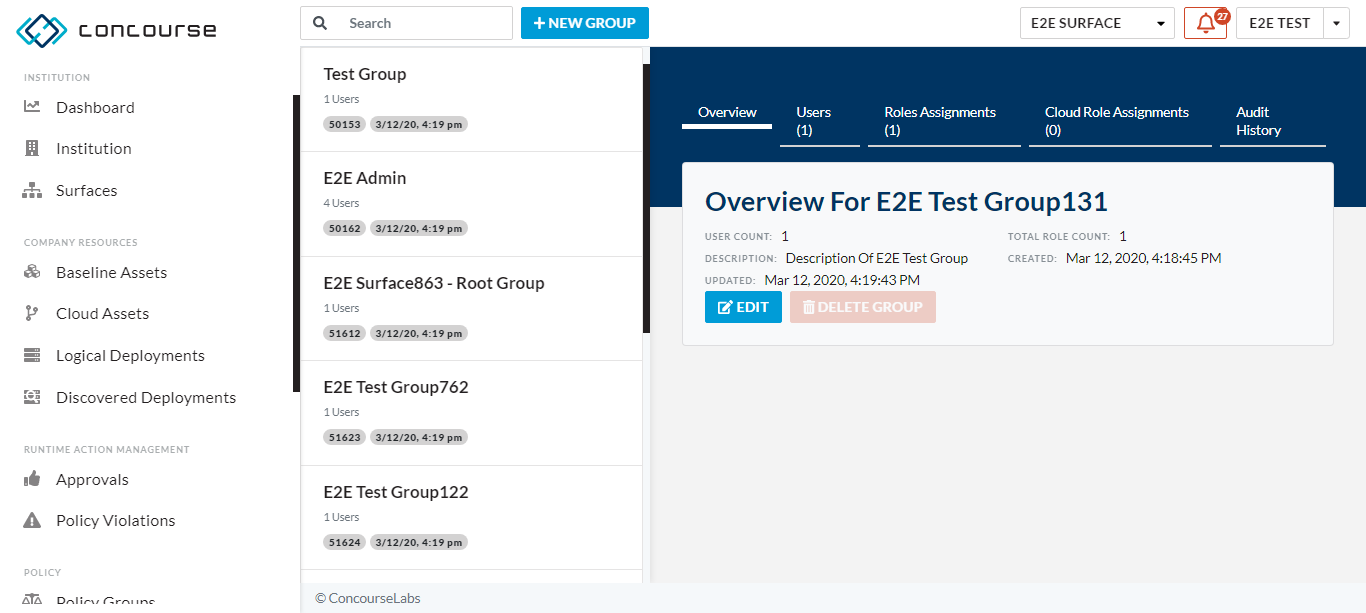 concourse
Search
NEW GROUP
E2E SURFACE
27
E2E TEST
INSTITUTION
Dashboard
Institution
Surfaces
COMPANY RESOURCES
Baseline Assets
Cloud Assets
Logical Deployments
Discovered Deployments
RUNTIME ACTION MANAGEMENT
Approvals
Policy Violations
POLICY
Policy Groups
Test Group
1 Users
50153 3/12/20, 4:19 pm
E2E Admin
4 Users
50162 3/12/20, 4:19 pm
E2E Surface863 - Root Group
1 Users
51612 3/12/20, 4:19 pm
E2E Test Group762
1 Users
51623 3/12/20, 4:19 pm
E2E Test Group122
1 Users
51624 3/12/20, 4:19 pm
Overview
Users
(1)
Roles Assignments
(1)
Cloud Role Assignments
(0)
Audit
History
Overview For E2E Test Group131
USER COUNT: 1
TOTAL ROLE COUNT: 1
DESCRIPTION: Description Of E2E Test Group
CREATED: Mar 12, 2020, 4:18:45 PM
UPDATED: Mar 12, 2020, 4:19:43 PM
EDIT
DELETE GROUP
© ConcourseLabs